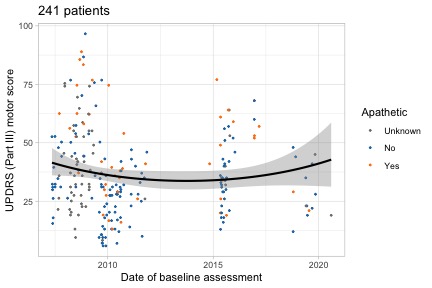 241 patients
100
75
50
25
UPDRS (Part III) motor score
2010
2015
2020
Date of baseline assessment
Apathetic
Unknown
No
Yes